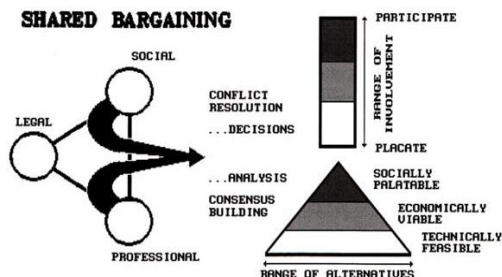 SHARED BARGAINING
SOCIAL
LEGAL
PROFESSIONAL
CONFLICT
RESOLUTION
...DECISIONS
...ANALYSIS
CONSENSUS
BUILDING
PARTICIPATE
RANGE OF
INVOLVEMENT
PLACATE
SOCIALLY
PALATABLE
ECONOMICALLY
VIABLE
TECHNICALLY
FEASIBLE
RANGE OF ALTERNATIVES